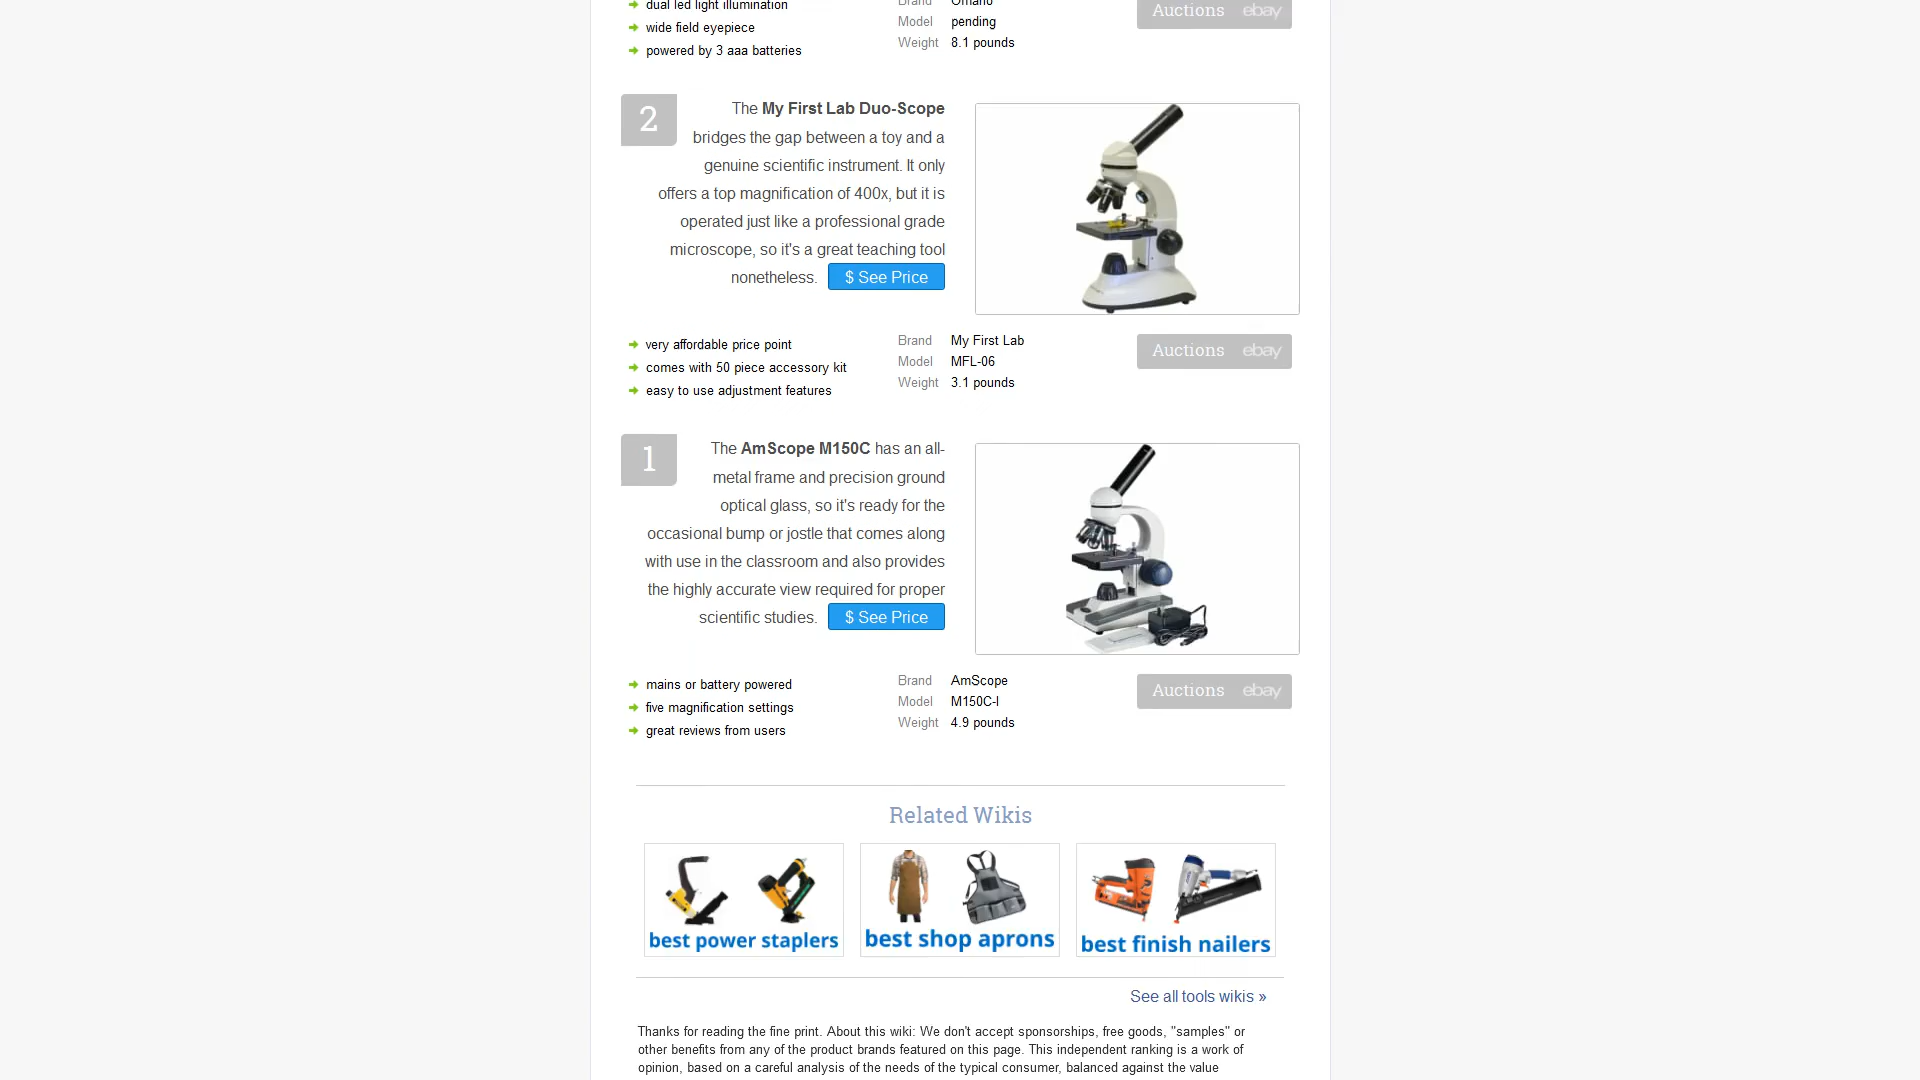 dual led light illumination
wide field eyepiece
powered by 3 aaa batteries
Brand Omano
Model pending
Weight 8.1 pounds
Auctions ebay
2
The My First Lab Duo-Scope
bridges the gap between a toy and a
genuine scientific instrument. It only
offers a top magnification of 400x, but it is
operated just like a professional grade
microscope, so it's a great teaching tool
nonetheless. $ See Price
very affordable price point
comes with 50 piece accessory kit
easy to use adjustment features
Brand My First Lab
Model MFL-06
Weight 3.1 pounds
Auctions ebay
1
The AmScope M150C has an all-
metal frame and precision ground
optical glass, so it's ready for the
occasional bump or jostle that comes along
with use in the classroom and also provides
the highly accurate view required for proper
scientific studies. $ See Price
mains or battery powered
five magnification settings
great reviews from users
Brand AmScope
Model M150C-I
Weight 4.9 pounds
Auctions ebay
Related Wikis
best power staplers
best shop aprons
best finish nailers
See all tools wikis »
Thanks for reading the fine print. About this wiki: We don't accept sponsorships, free goods, "samples" or
other benefits from any of the product brands featured on this page. This independent ranking is a work of
opinion, based on a careful analysis of the needs of the typical consumer, balanced against the value